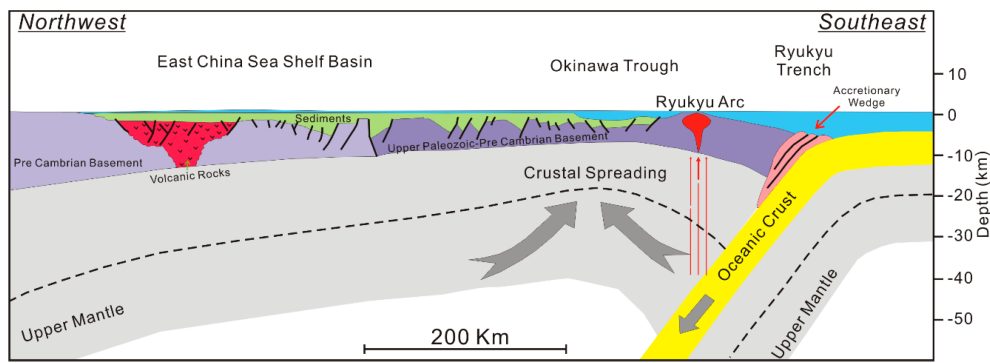 Northwest
Southeast
East China Sea Shelf Basin
Okinawa Trough
Ryukyu
Trench
Ryukyu Arc
Accretionary
Wedge
Sediments
Pre Cambrian Basement
Volcanic Rocks
Upper Paleozoic-Pre Cambrian Basement
Crustal Spreading
Oceanic Crust
Upper Mantle
Upper Mantle
200 Km
10
0
-10
-20
-30
-40
-50
Depth (km)